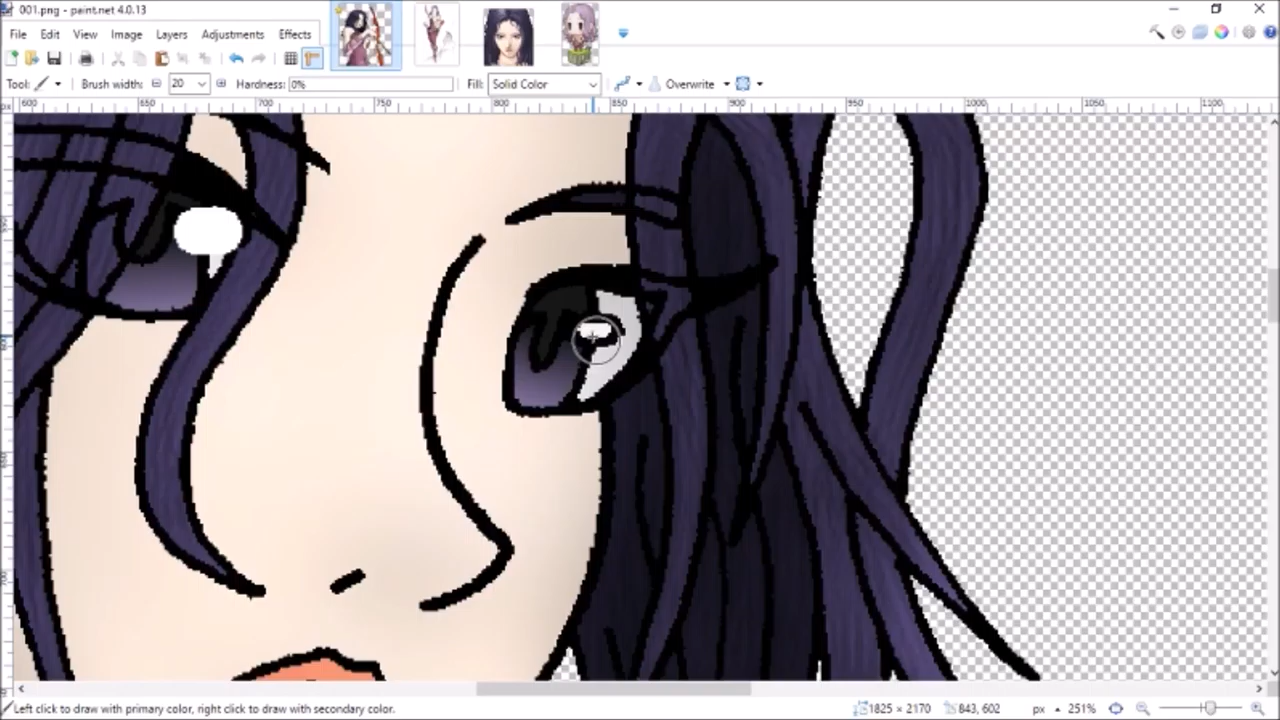 001.png - paint.net 4.0.13
File Edit View Image Layers Adjustments Effects
Tool: Brush width: 20 Hardness: 0% Fill: Solid Color Overwrite
px 600 650 700 750 800 850 900 950 1000 1050 1100
Left click to draw with primary color, right click to draw with secondary color. 1825 × 2170 843, 602 px 251%